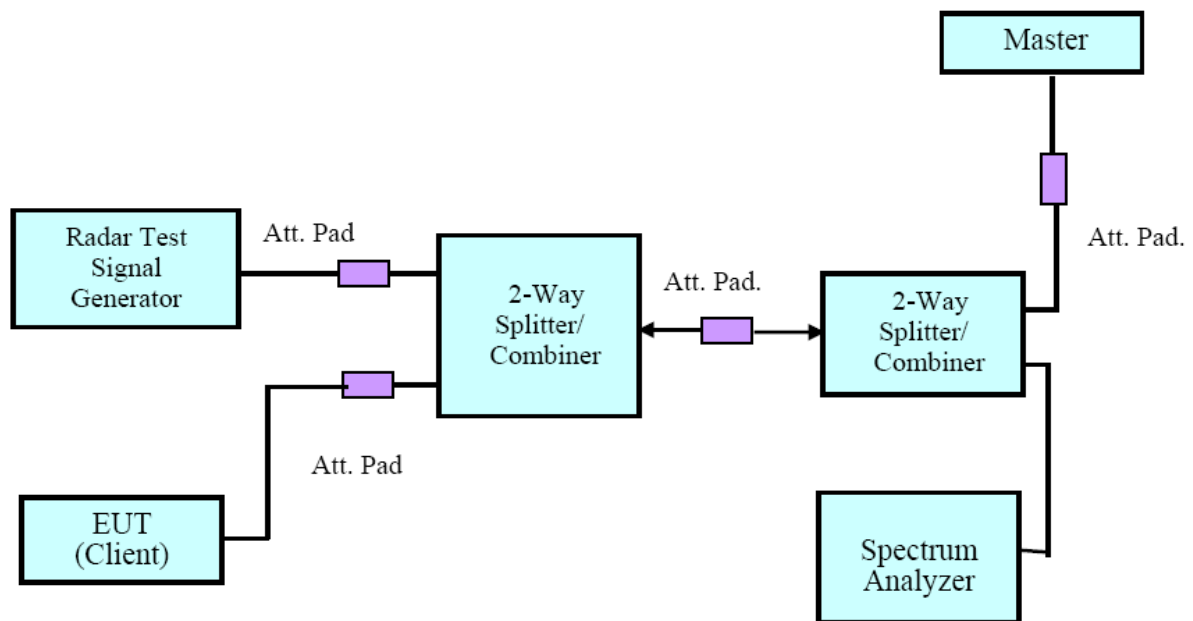 Master
Radar Test
Signal
Generator
Att. Pad
Att. Pad.
Att. Pad.
2-Way
Splitter/
Combiner
2-Way
Splitter/
Combiner
Att. Pad
EUT
(Client)
Spectrum
Analyzer